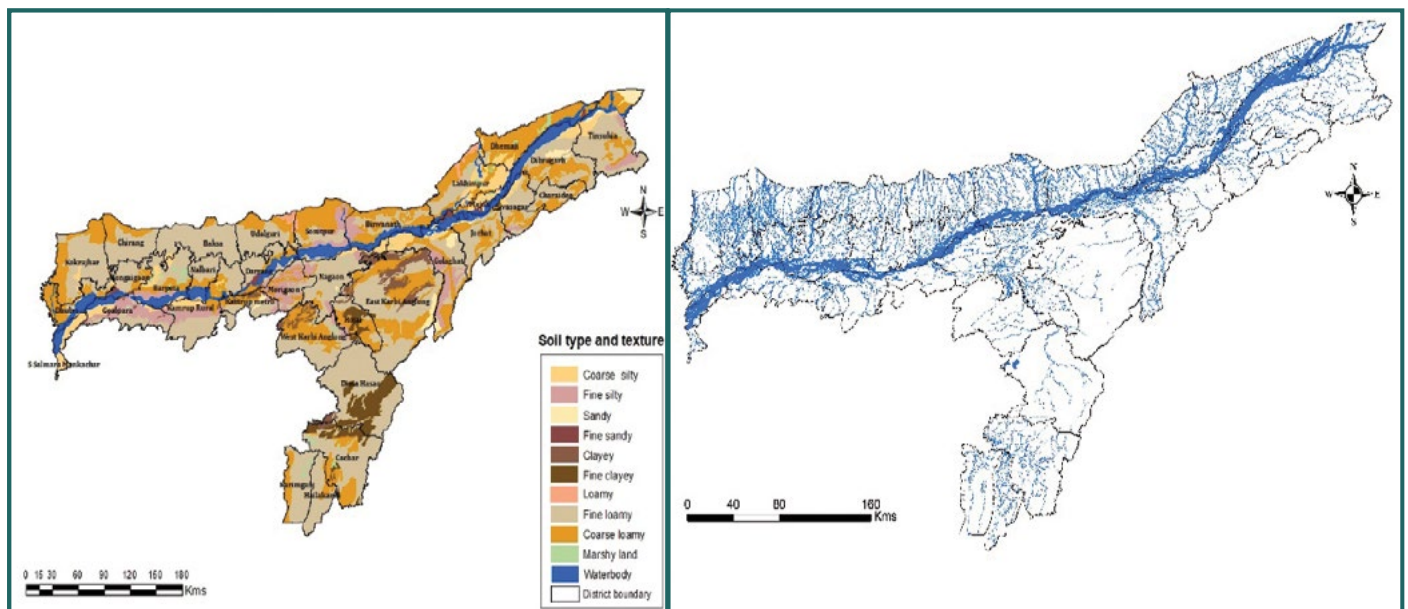 Tinsukia
Dhemaji
Dibrugarh
Lakhimpur
Charaideo
Majuli
Sivasagar
N
W E
S
Sonitpur
Biswanath
Udalguri
Jorhat
Chirang
Baksa
Kokrajhar
Golaghat
Nalbari
Darrang
Bongaigaon
Nagaon
Barpeta
Morigaon
East Karbi Anglong
Dhubri
Goalpara
Kamrup Rural
Kamrup metro
West Karbi Anglong
S Salmara Mankachar
Dima Hasao
Cachar
Karimganj
Hailakandi
Soil type and texture
Coarse silty
Fine silty
Sandy
Fine sandy
Clayey
Fine clayey
Loamy
Fine loamy
Coarse loamy
Marshy land
Waterbody
District boundary
0 15 30 60 90 120 150 180
Kms
N
W E
S
0 40 80 160
Kms